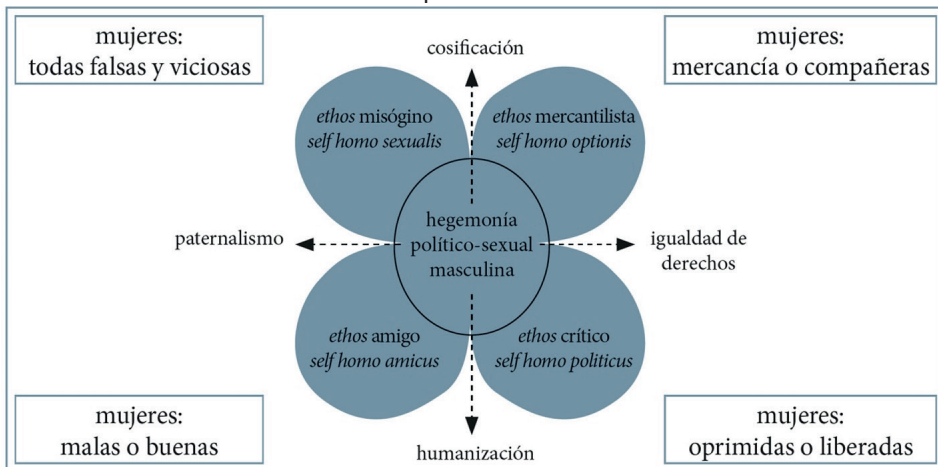 mujeres:
todas falsas y viciosas
cosificación
mujeres:
mercancía o compañeras
ethos misógino
self homo sexualis
ethos mercantilista
self homo optionis
paternalismo
hegemonía
político-sexual
masculina
igualdad de
derechos
ethos amigo
self homo amicus
ethos crítico
self homo politicus
mujeres:
malas o buenas
humanización
mujeres:
oprimidas o liberadas